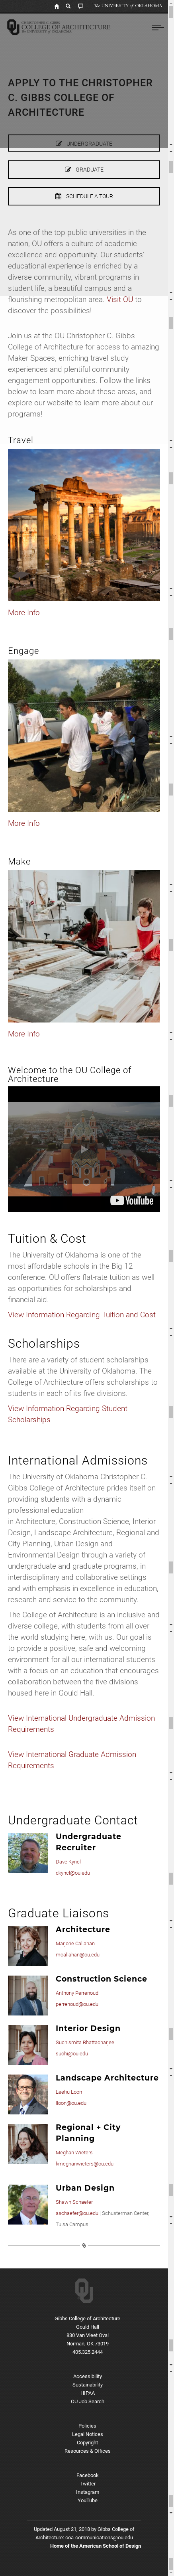 The UNIVERSITY of OKLAHOMA
CHRISTOPHER C. GIBBS
COLLEGE OF ARCHITECTURE
The UNIVERSITY of OKLAHOMA
APPLY TO THE CHRISTOPHER
C. GIBBS COLLEGE OF
ARCHITECTURE
UNDERGRADUATE
GRADUATE
SCHEDULE A TOUR
As one of the top public universities in the
nation, OU offers a culture of academic
excellence and opportunity. Our students'
educational experience is enriched by a
diverse community, vibrant programs in
student life, a beautiful campus and a
flourishing metropolitan area. Visit OU to
discover the possibilities!
Join us at the OU Christopher C. Gibbs
College of Architecture for access to amazing
Maker Spaces, enriching travel study
experiences and plentiful community
engagement opportunities. Follow the links
below to learn more about these areas, and
explore our website to learn more about our
programs!
Travel
More Info
Engage
More Info
Make
More Info
Welcome to the OU College of
Architecture
YouTube
Tuition & Cost
The University of Oklahoma is one of the
most affordable schools in the Big 12
conference. OU offers flat-rate tuition as well
as opportunities for scholarships and
financial aid.
View Information Regarding Tuition and Cost
Scholarships
There are a variety of student scholarships
available at the University of Oklahoma. The
College of Architecture offers scholarships to
students in each of its five divisions.
View Information Regarding Student
Scholarships
International Admissions
The University of Oklahoma Christopher C.
Gibbs College of Architecture prides itself on
providing students with a dynamic
professional education
in Architecture, Construction Science, Interior
Design, Landscape Architecture, Regional and
City Planning, Urban Design and
Environmental Design through a variety of
undergraduate and graduate programs, in
interdisciplinary and collaborative settings
and with emphasis on excellence in education,
research and service to the community.
The College of Architecture is an inclusive and
diverse college, with students from all over
the world studying here, with us. Our goal is
to provide a safe, open and welcoming
environment for all our international students
with a focus on an education that encourages
collaboration between the five divisions
housed here in Gould Hall.
View International Undergraduate Admission
Requirements
View International Graduate Admission
Requirements
Undergraduate Contact
Undergraduate
Recruiter
Dave Kyncl
dkyncl@ou.edu
Graduate Liaisons
Architecture
Marjorie Callahan
mcallahan@ou.edu
Construction Science
Anthony Perrenoud
perrenoud@ou.edu
Interior Design
Suchismita Bhattacharjee
suchi@ou.edu
Landscape Architecture
Leehu Loon
lloon@ou.edu
Regional + City
Planning
Meghan Wieters
kmeghanwieters@ou.edu
Urban Design
Shawn Schaefer
sschaefer@ou.edu | Schusterman Center,
Tulsa Campus
Gibbs College of Architecture
Gould Hall
830 Van Vleet Oval
Norman, OK 73019
405.325.2444
Accessibility
Sustainability
HIPAA
OU Job Search
Policies
Legal Notices
Copyright
Resources & Offices
Facebook
Twitter
Instagram
YouTube
Updated August 21, 2018 by Gibbs College of
Architecture: coa-communications@ou.edu
Home of the American School of Design